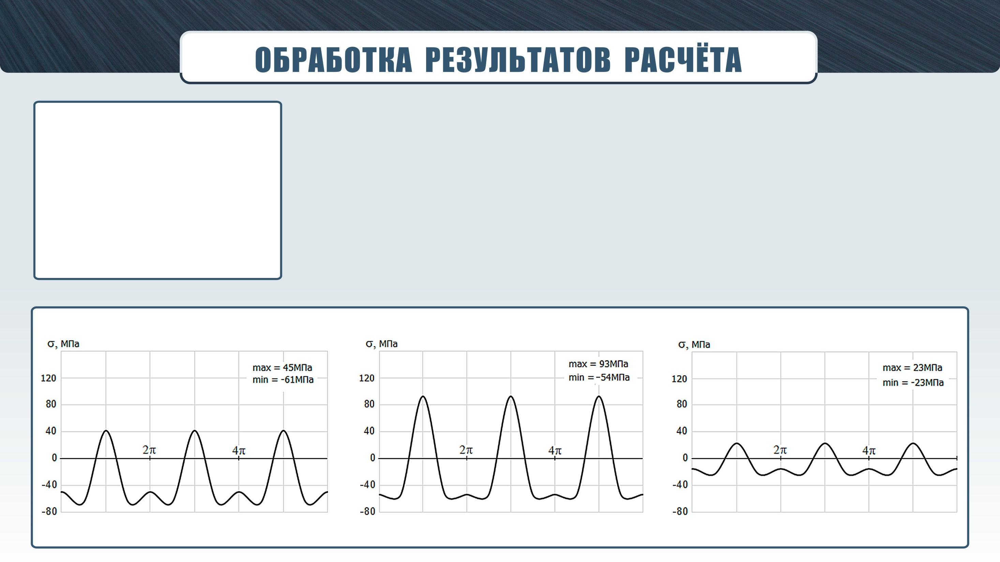 ОБРАБОТКА РЕЗУЛЬТАТОВ РАСЧЁТА
σ, МПа
max = 45МПа
min = -61МПа
120
80
40
2π
4π
0
-40
-80
σ, МПа
max = 93МПа
min = -54МПа
120
80
40
2π
4π
0
-40
-80
σ, МПа
max = 23МПа
min = -23МПа
120
80
40
2π
4π
0
-40
-80